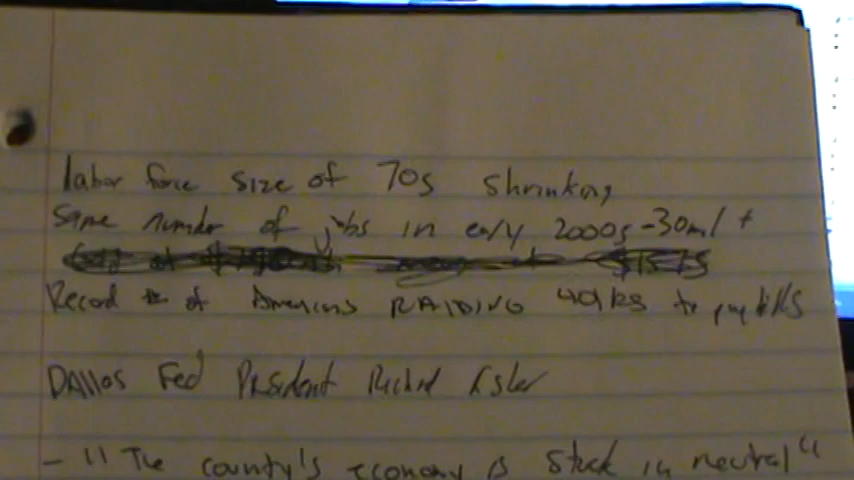 labor force size of 70s shrinking
Same number of jobs in early 2000s -30ml +
Record # of Americans RAIDING 401ks to pay bills
DAllas Fed President Richard Fisher
- "The country's economy is stuck in neutral"